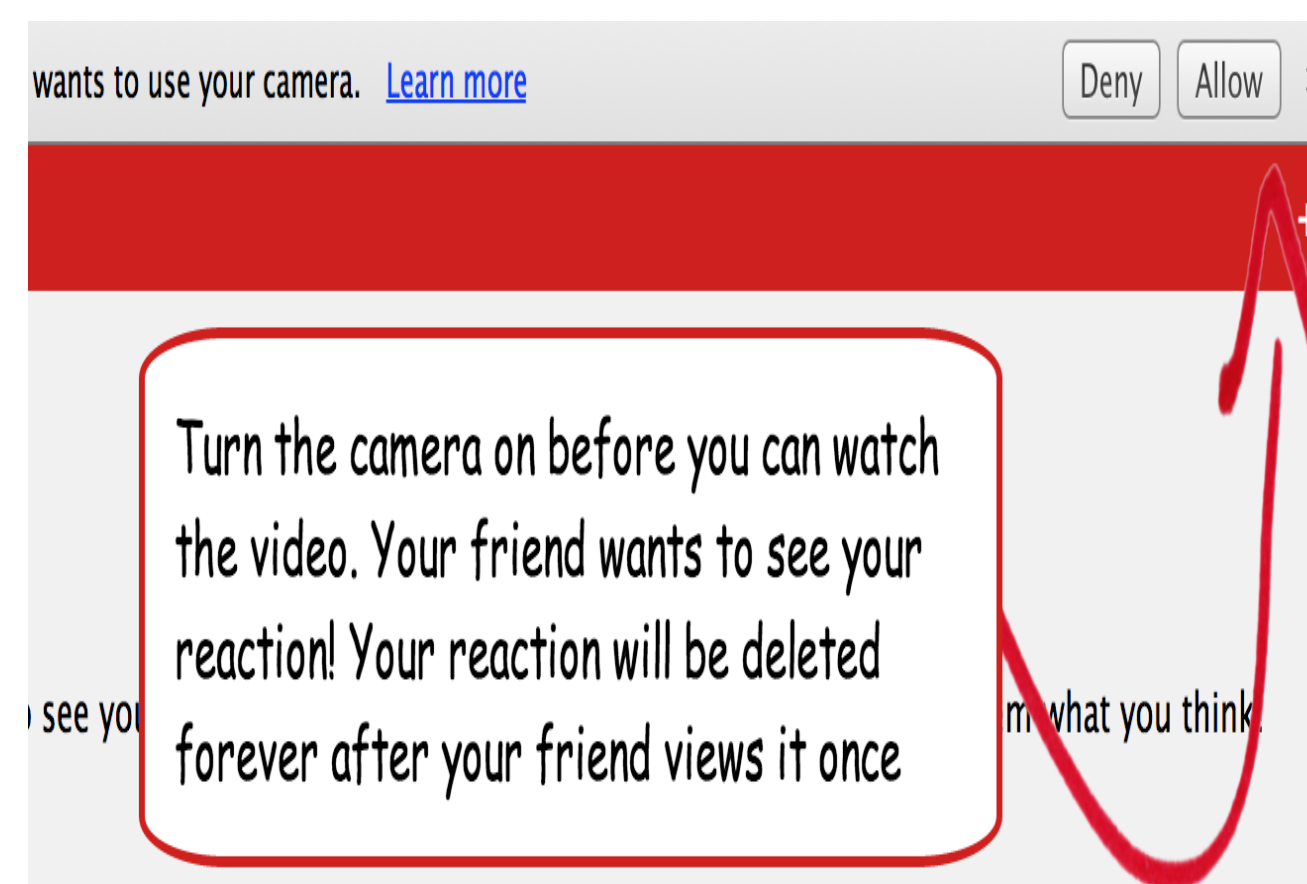 wants to use your camera. Learn more Deny Allow
Turn the camera on before you can watch
the video. Your friend wants to see your
reaction! Your reaction will be deleted
forever after your friend views it once
see you what you think.